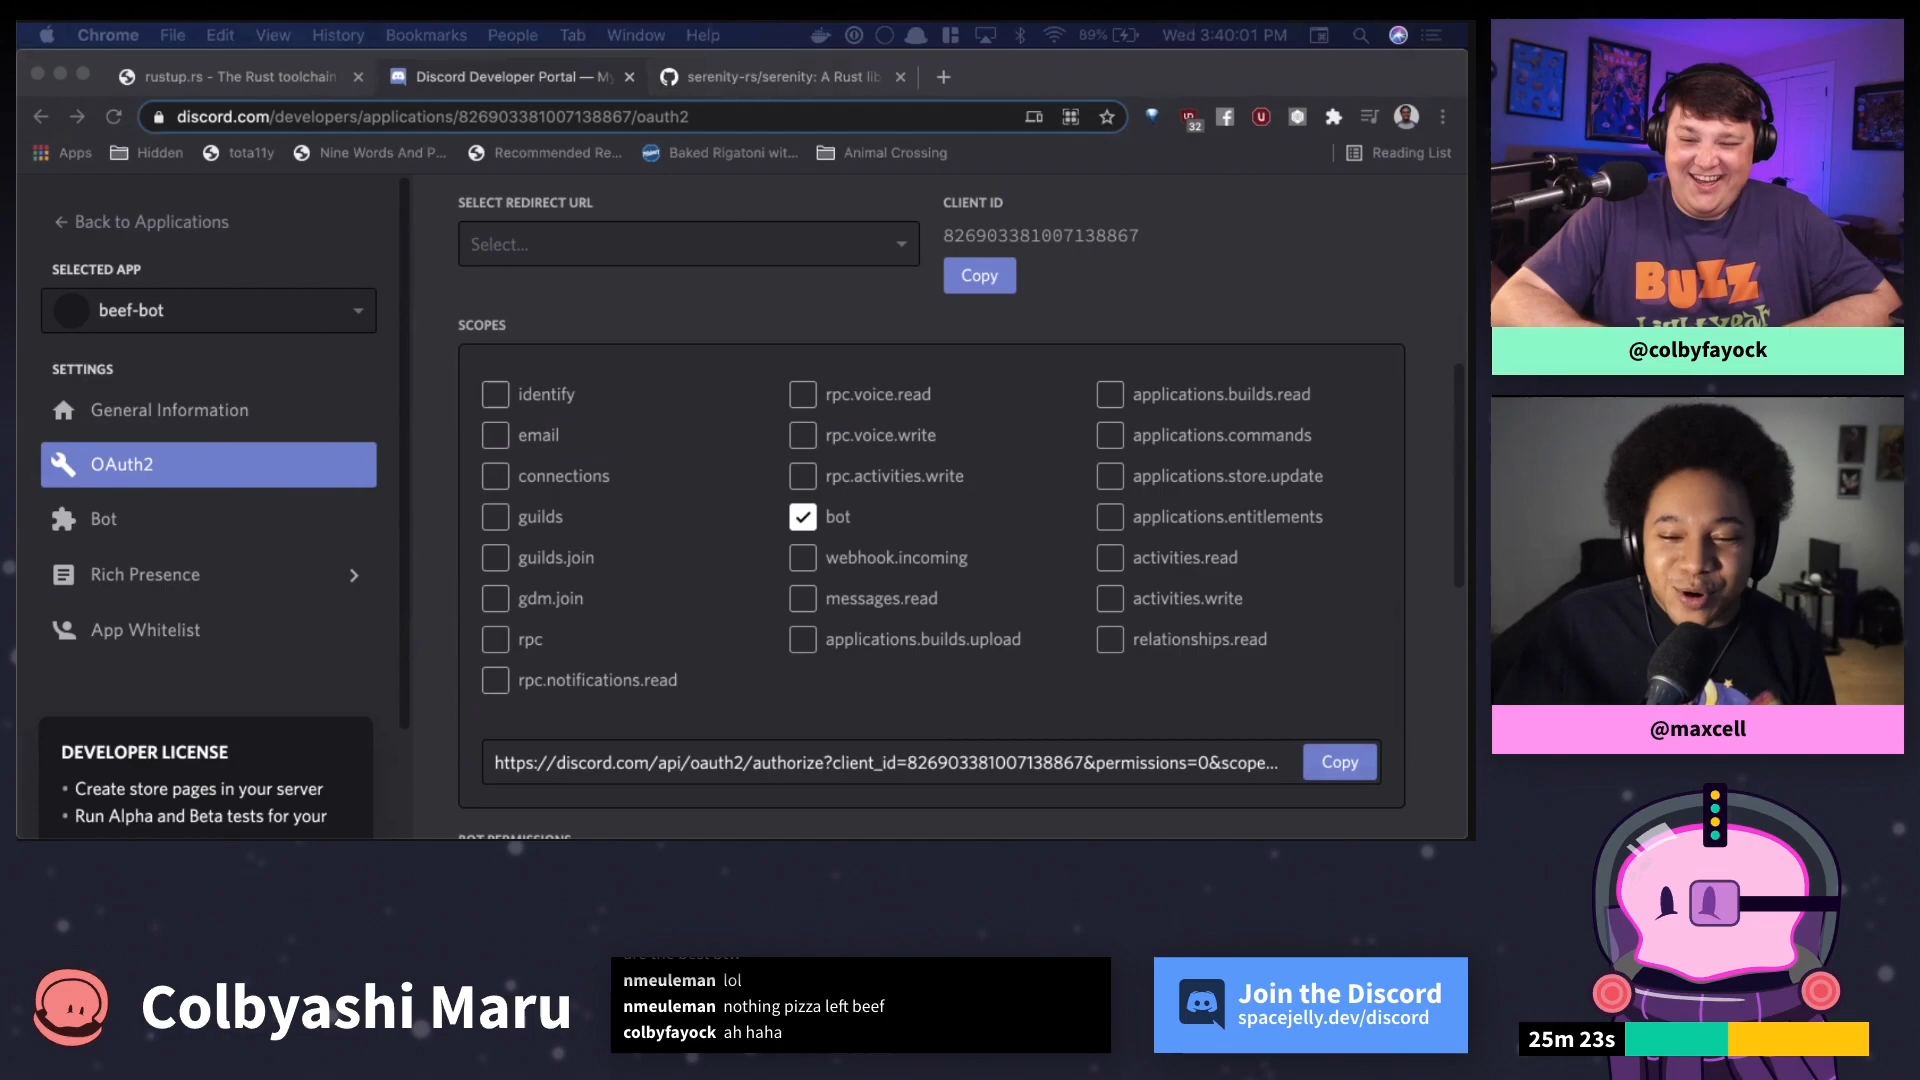 Chrome File Edit View History Bookmarks People Tab Window Help 89% Wed 3:40:01 PM
rustup.rs - The Rust toolchain
Discord Developer Portal — My
serenity-rs/serenity: A Rust lib
discord.com/developers/applications/826903381007138867/oauth2
32
Apps Hidden tota11y Nine Words And P... Recommended Re... Baked Rigatoni wit... Animal Crossing Reading List
← Back to Applications
SELECTED APP
beef-bot
SETTINGS
General Information
OAuth2
Bot
Rich Presence
App Whitelist
DEVELOPER LICENSE
• Create store pages in your server
• Run Alpha and Beta tests for your
SELECT REDIRECT URL
Select...
CLIENT ID
826903381007138867
Copy
SCOPES
identify
email
connections
guilds
guilds.join
gdm.join
rpc
rpc.notifications.read
rpc.voice.read
rpc.voice.write
rpc.activities.write
bot
webhook.incoming
messages.read
applications.builds.upload
applications.builds.read
applications.commands
applications.store.update
applications.entitlements
activities.read
activities.write
relationships.read
https://discord.com/api/oauth2/authorize?client_id=826903381007138867&permissions=0&scope...
Copy
BOT PERMISSIONS
BUZZ
Lightyear
@colbyfayock
@maxcell
Colbyashi Maru
nmeuleman lol
nmeuleman nothing pizza left beef
colbyfayock ah haha
Join the Discord
spacejelly.dev/discord
25m 23s